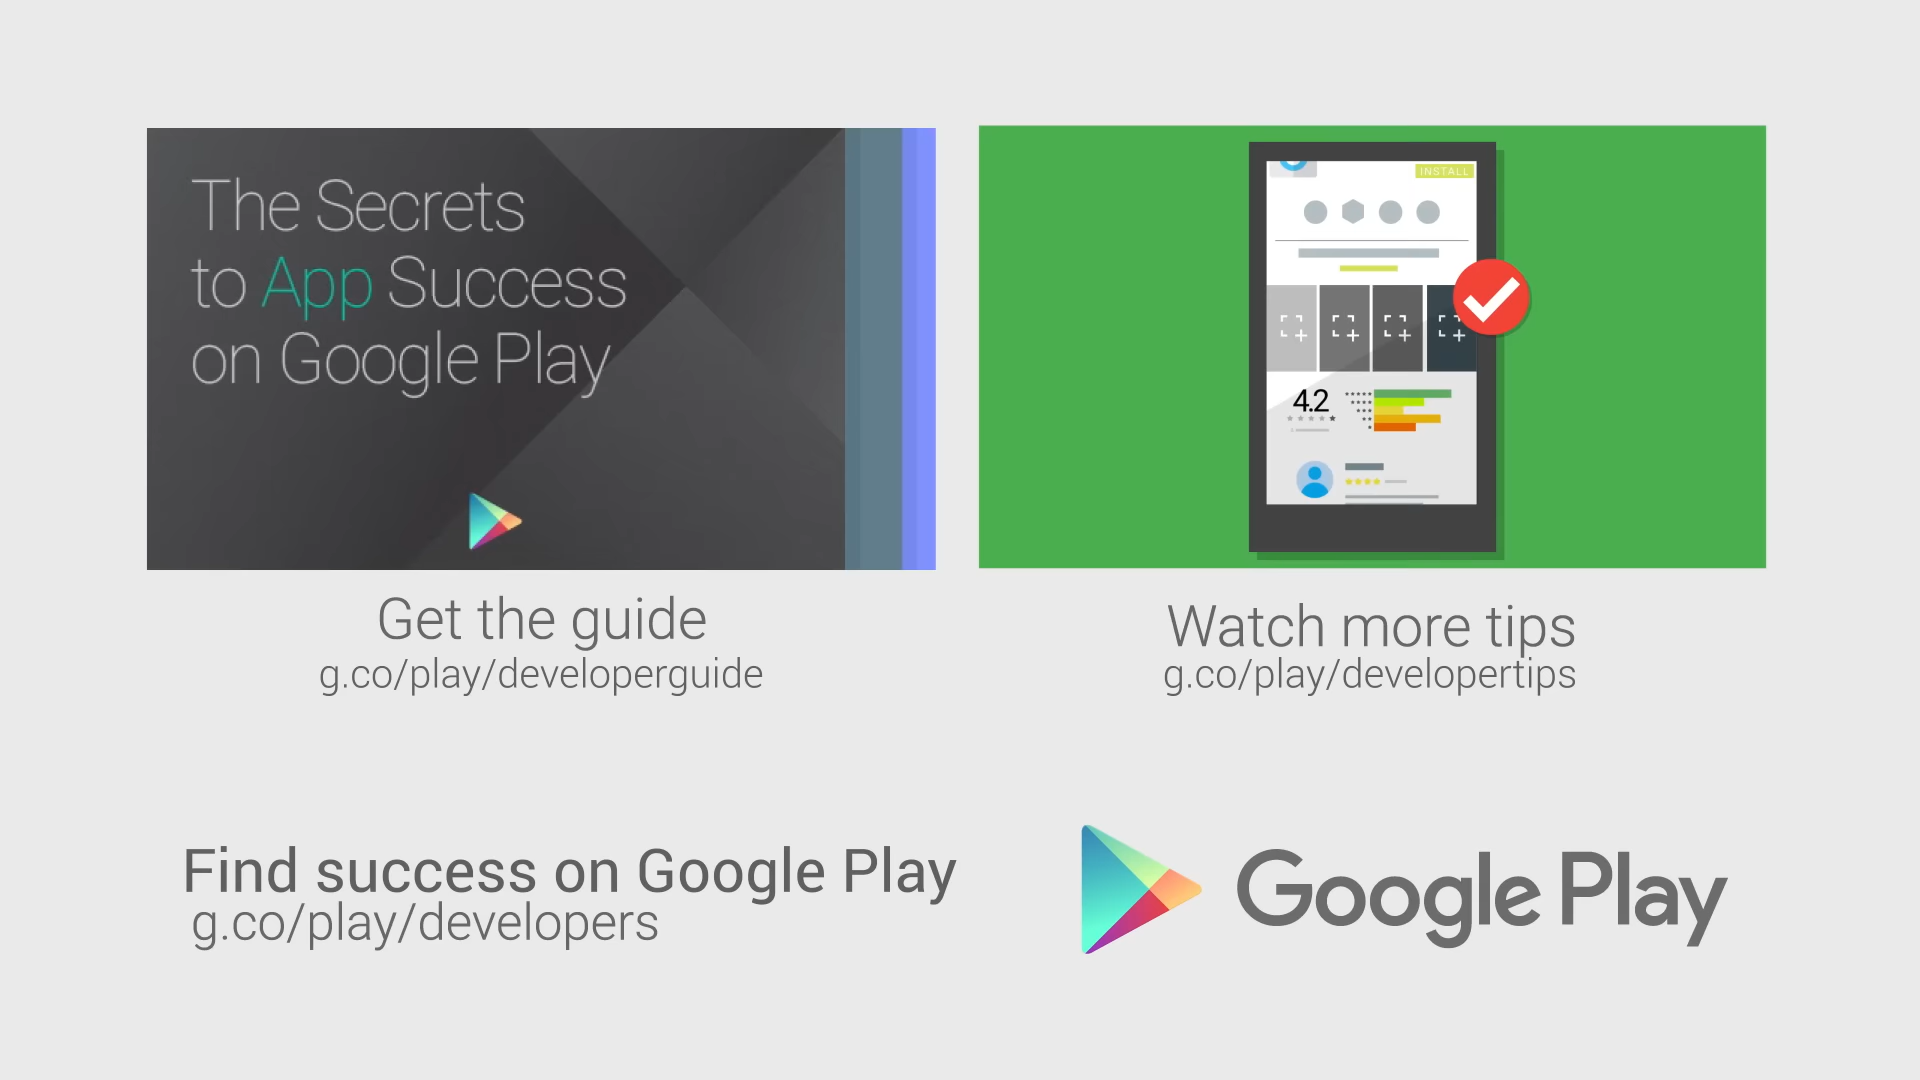 The Secrets
to App Success
on Google Play
INSTALL
4.2
Get the guide
g.co/play/developerguide
Watch more tips
g.co/play/developertips
Find success on Google Play
g.co/play/developers
Google Play